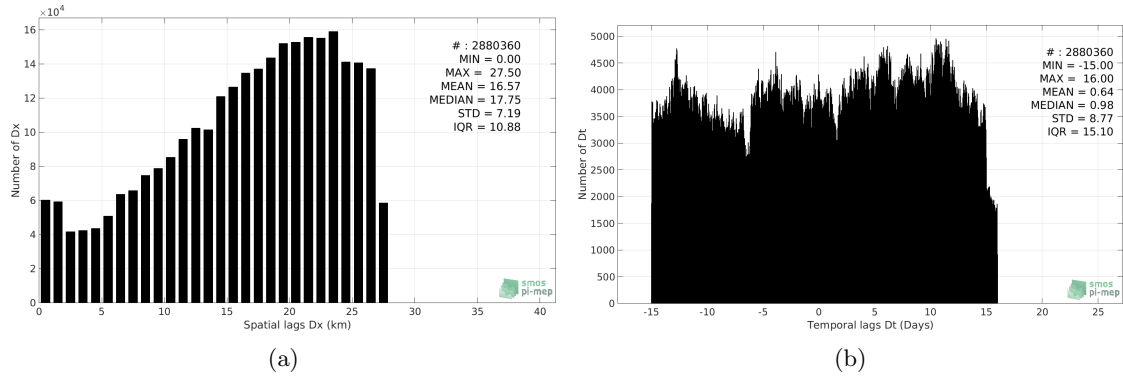 ×10⁴
16
14
12
10
8
6
4
2
0
Number of Dx
# : 2880360
MIN = 0.00
MAX = 27.50
MEAN = 16.57
MEDIAN = 17.75
STD = 7.19
IQR = 10.88
smos
pi-mep
0 5 10 15 20 25 30 35 40
Spatial lags Dx (km)
(a)
5000
4500
4000
3500
3000
2500
2000
1500
1000
500
0
Number of Dt
# : 2880360
MIN = -15.00
MAX = 16.00
MEAN = 0.64
MEDIAN = 0.98
STD = 8.77
IQR = 15.10
smos
pi-mep
-15 -10 -5 0 5 10 15 20 25
Temporal lags Dt (Days)
(b)